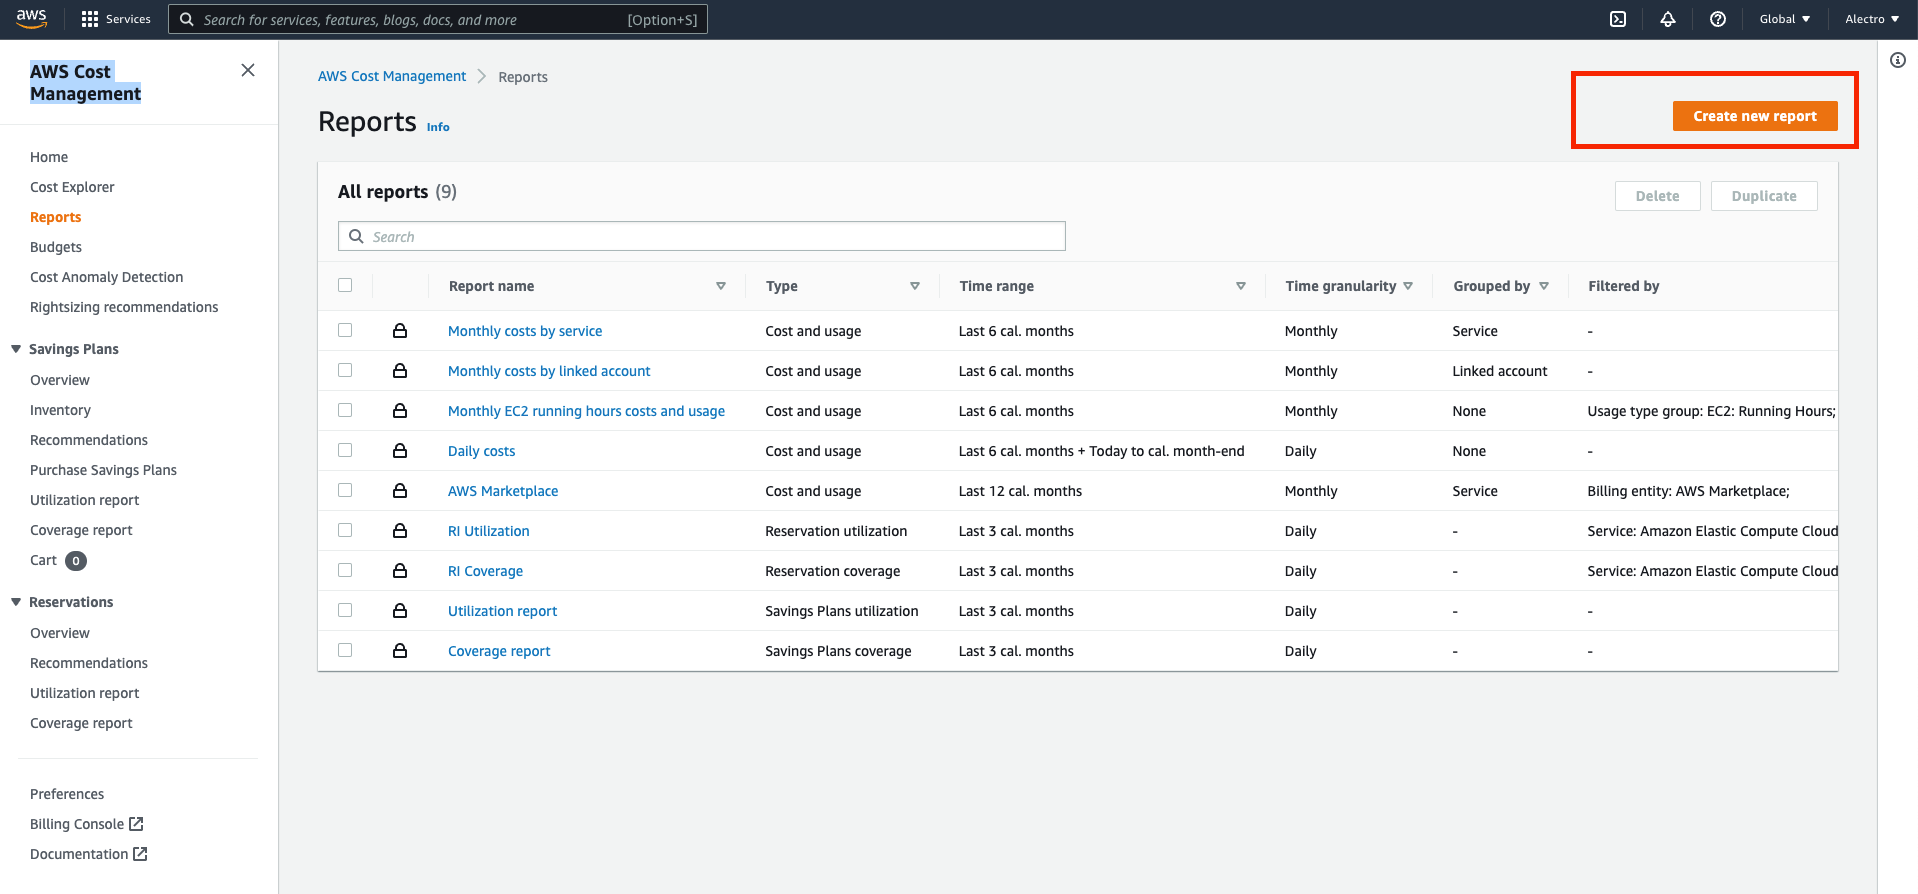 aws Services Search for services, features, blogs, docs, and more [Option+S] Global Alectro
AWS Cost
Management
Home
Cost Explorer
Reports
Budgets
Cost Anomaly Detection
Rightsizing recommendations
Savings Plans
Overview
Inventory
Recommendations
Purchase Savings Plans
Utilization report
Coverage report
Cart 0
Reservations
Overview
Recommendations
Utilization report
Coverage report
Preferences
Billing Console
Documentation
AWS Cost Management Reports
Reports Info
Create new report
All reports (9)
Delete Duplicate
Search
Report name Type Time range Time granularity Grouped by Filtered by
Monthly costs by service Cost and usage Last 6 cal. months Monthly Service -
Monthly costs by linked account Cost and usage Last 6 cal. months Monthly Linked account -
Monthly EC2 running hours costs and usage Cost and usage Last 6 cal. months Monthly None Usage type group: EC2: Running Hours;
Daily costs Cost and usage Last 6 cal. months + Today to cal. month-end Daily None -
AWS Marketplace Cost and usage Last 12 cal. months Monthly Service Billing entity: AWS Marketplace;
RI Utilization Reservation utilization Last 3 cal. months Daily - Service: Amazon Elastic Compute Cloud
RI Coverage Reservation coverage Last 3 cal. months Daily - Service: Amazon Elastic Compute Cloud
Utilization report Savings Plans utilization Last 3 cal. months Daily - -
Coverage report Savings Plans coverage Last 3 cal. months Daily - -